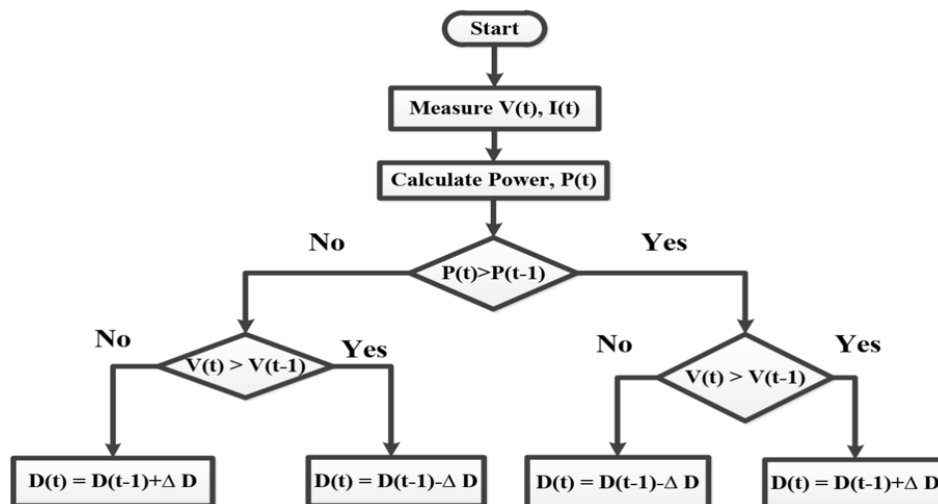 Start
Measure V(t), I(t)
Calculate Power, P(t)
No
Yes
P(t)>P(t-1)
No
Yes
No
Yes
V(t) > V(t-1)
V(t) > V(t-1)
D(t) = D(t-1)+Δ D
D(t) = D(t-1)-Δ D
D(t) = D(t-1)-Δ D
D(t) = D(t-1)+Δ D